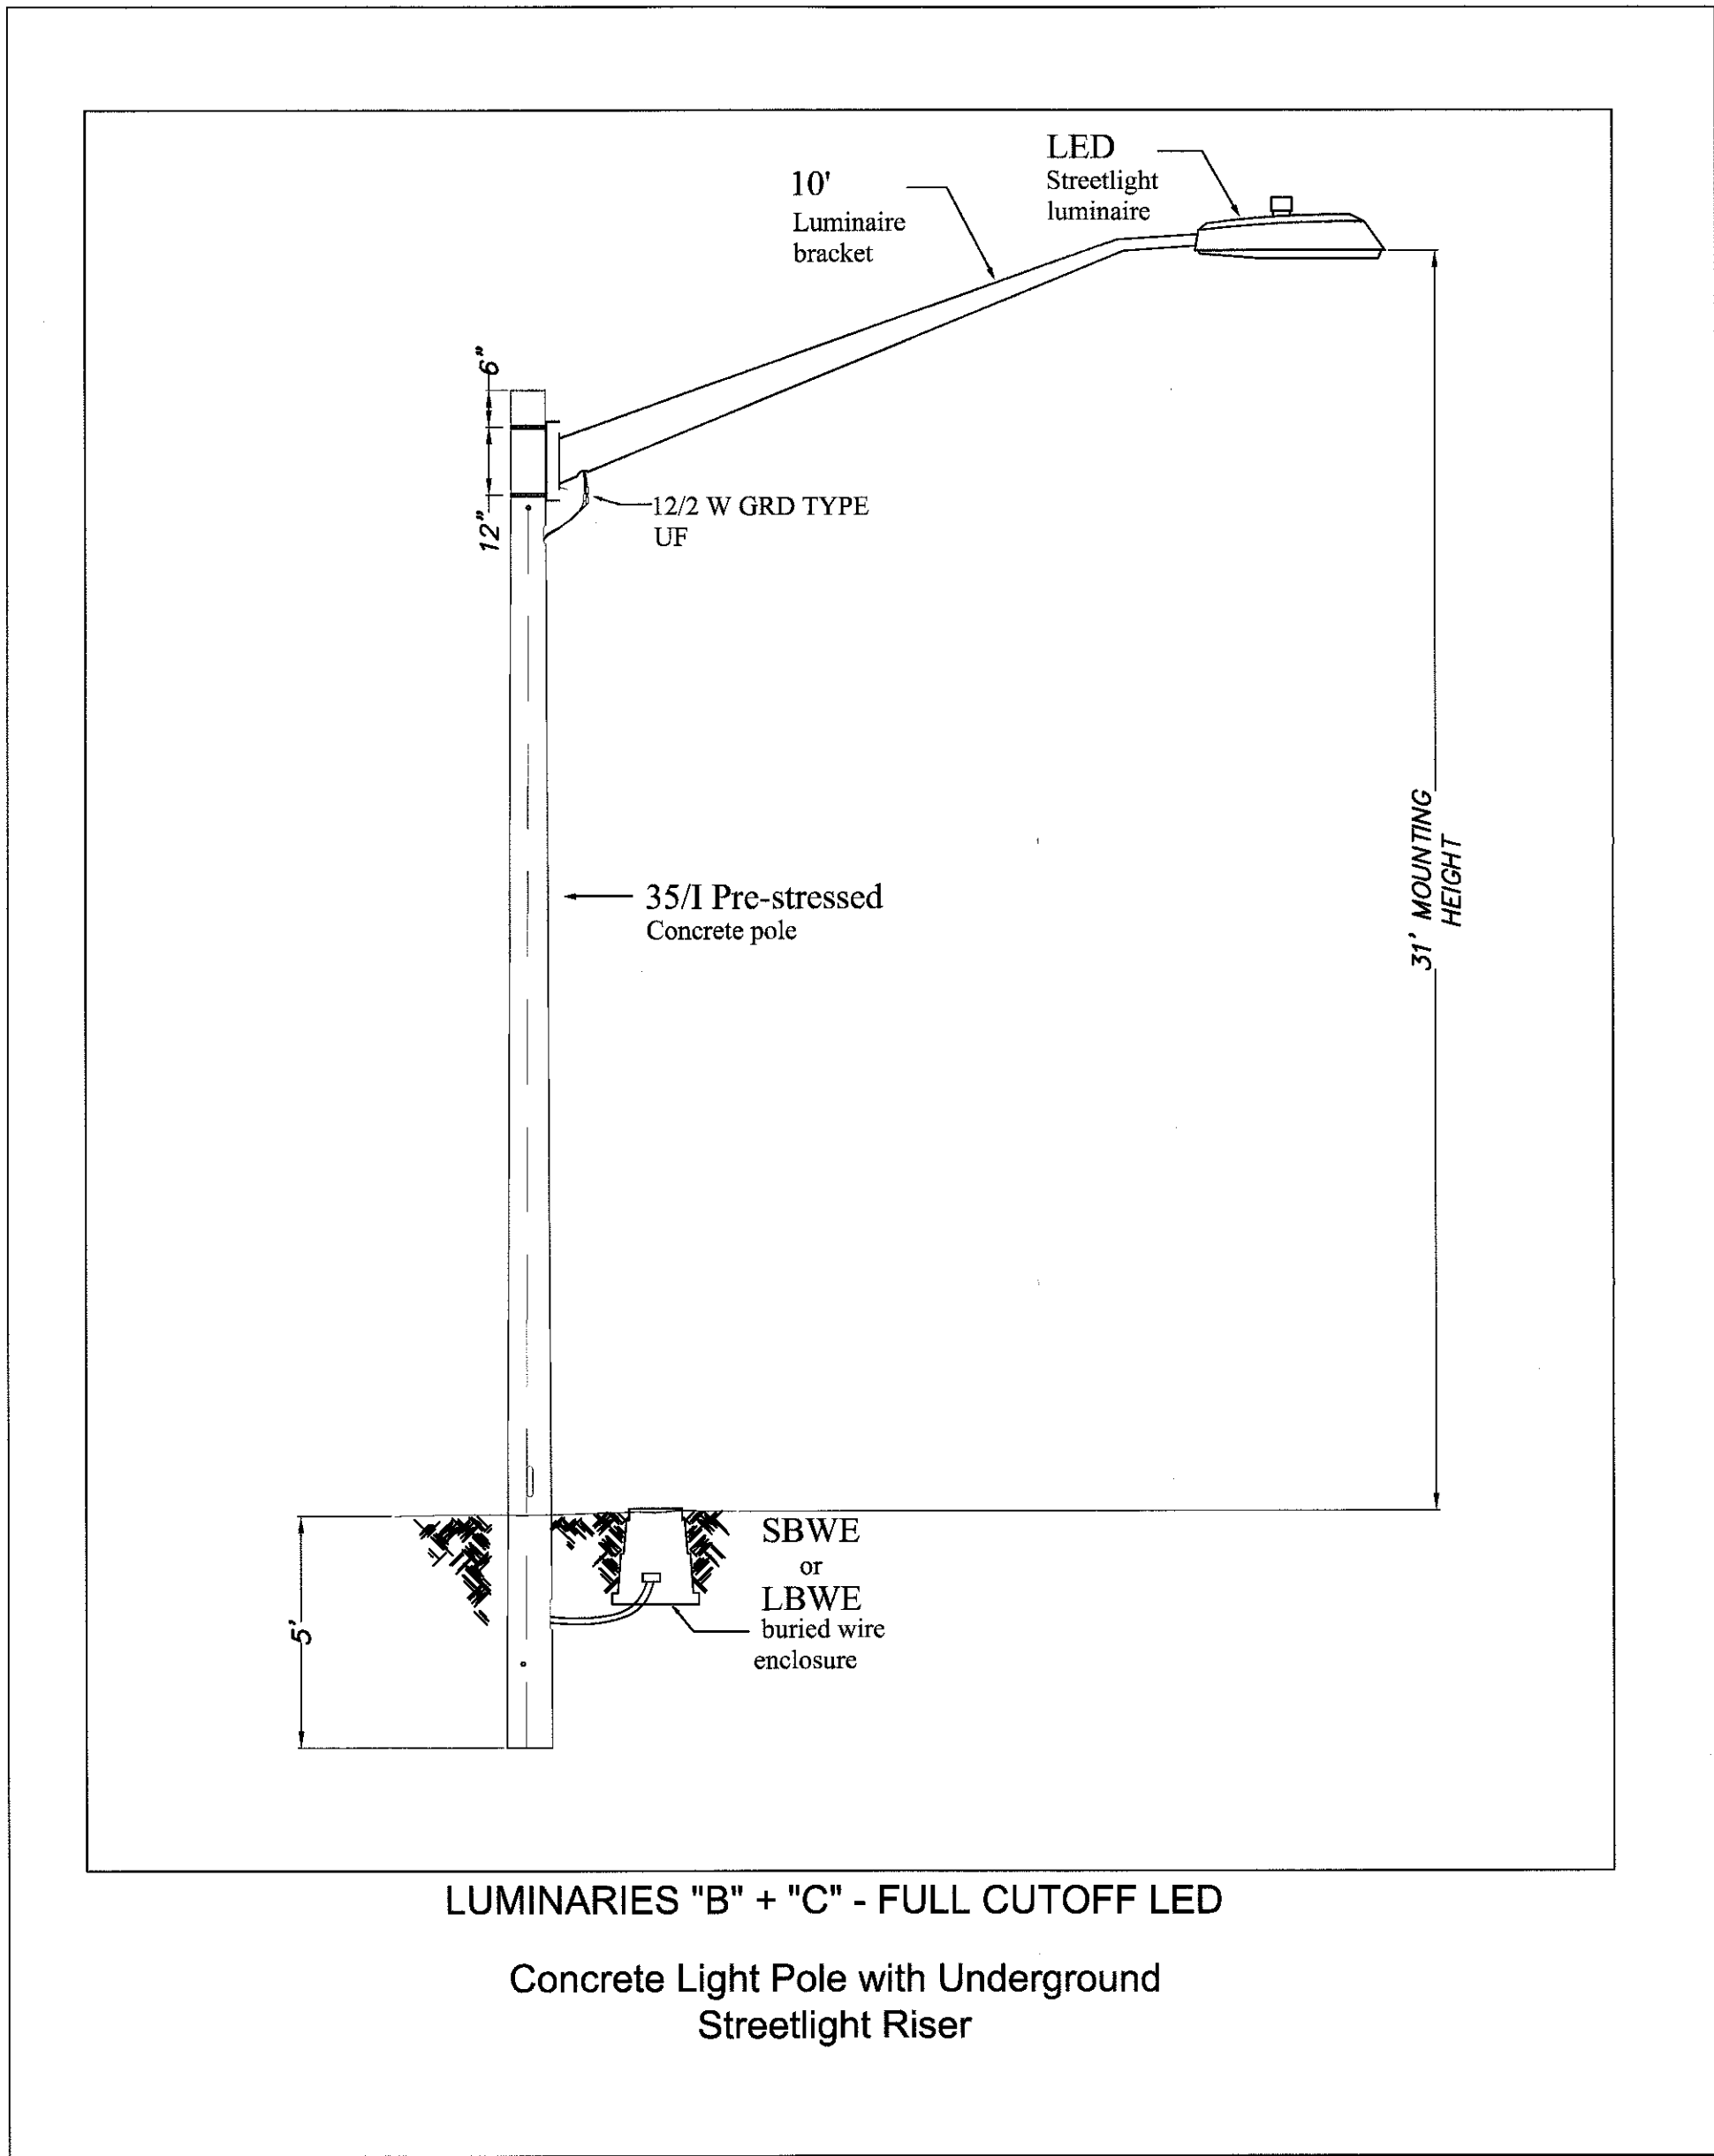 LED
Streetlight
luminaire
10'
Luminaire
bracket
6"
12"
12/2 W GRD TYPE
UF
35/I Pre-stressed
Concrete pole
31' MOUNTING
HEIGHT
SBWE
or
LBWE
buried wire
enclosure
5'
LUMINARIES "B" + "C" - FULL CUTOFF LED
Concrete Light Pole with Underground
Streetlight Riser